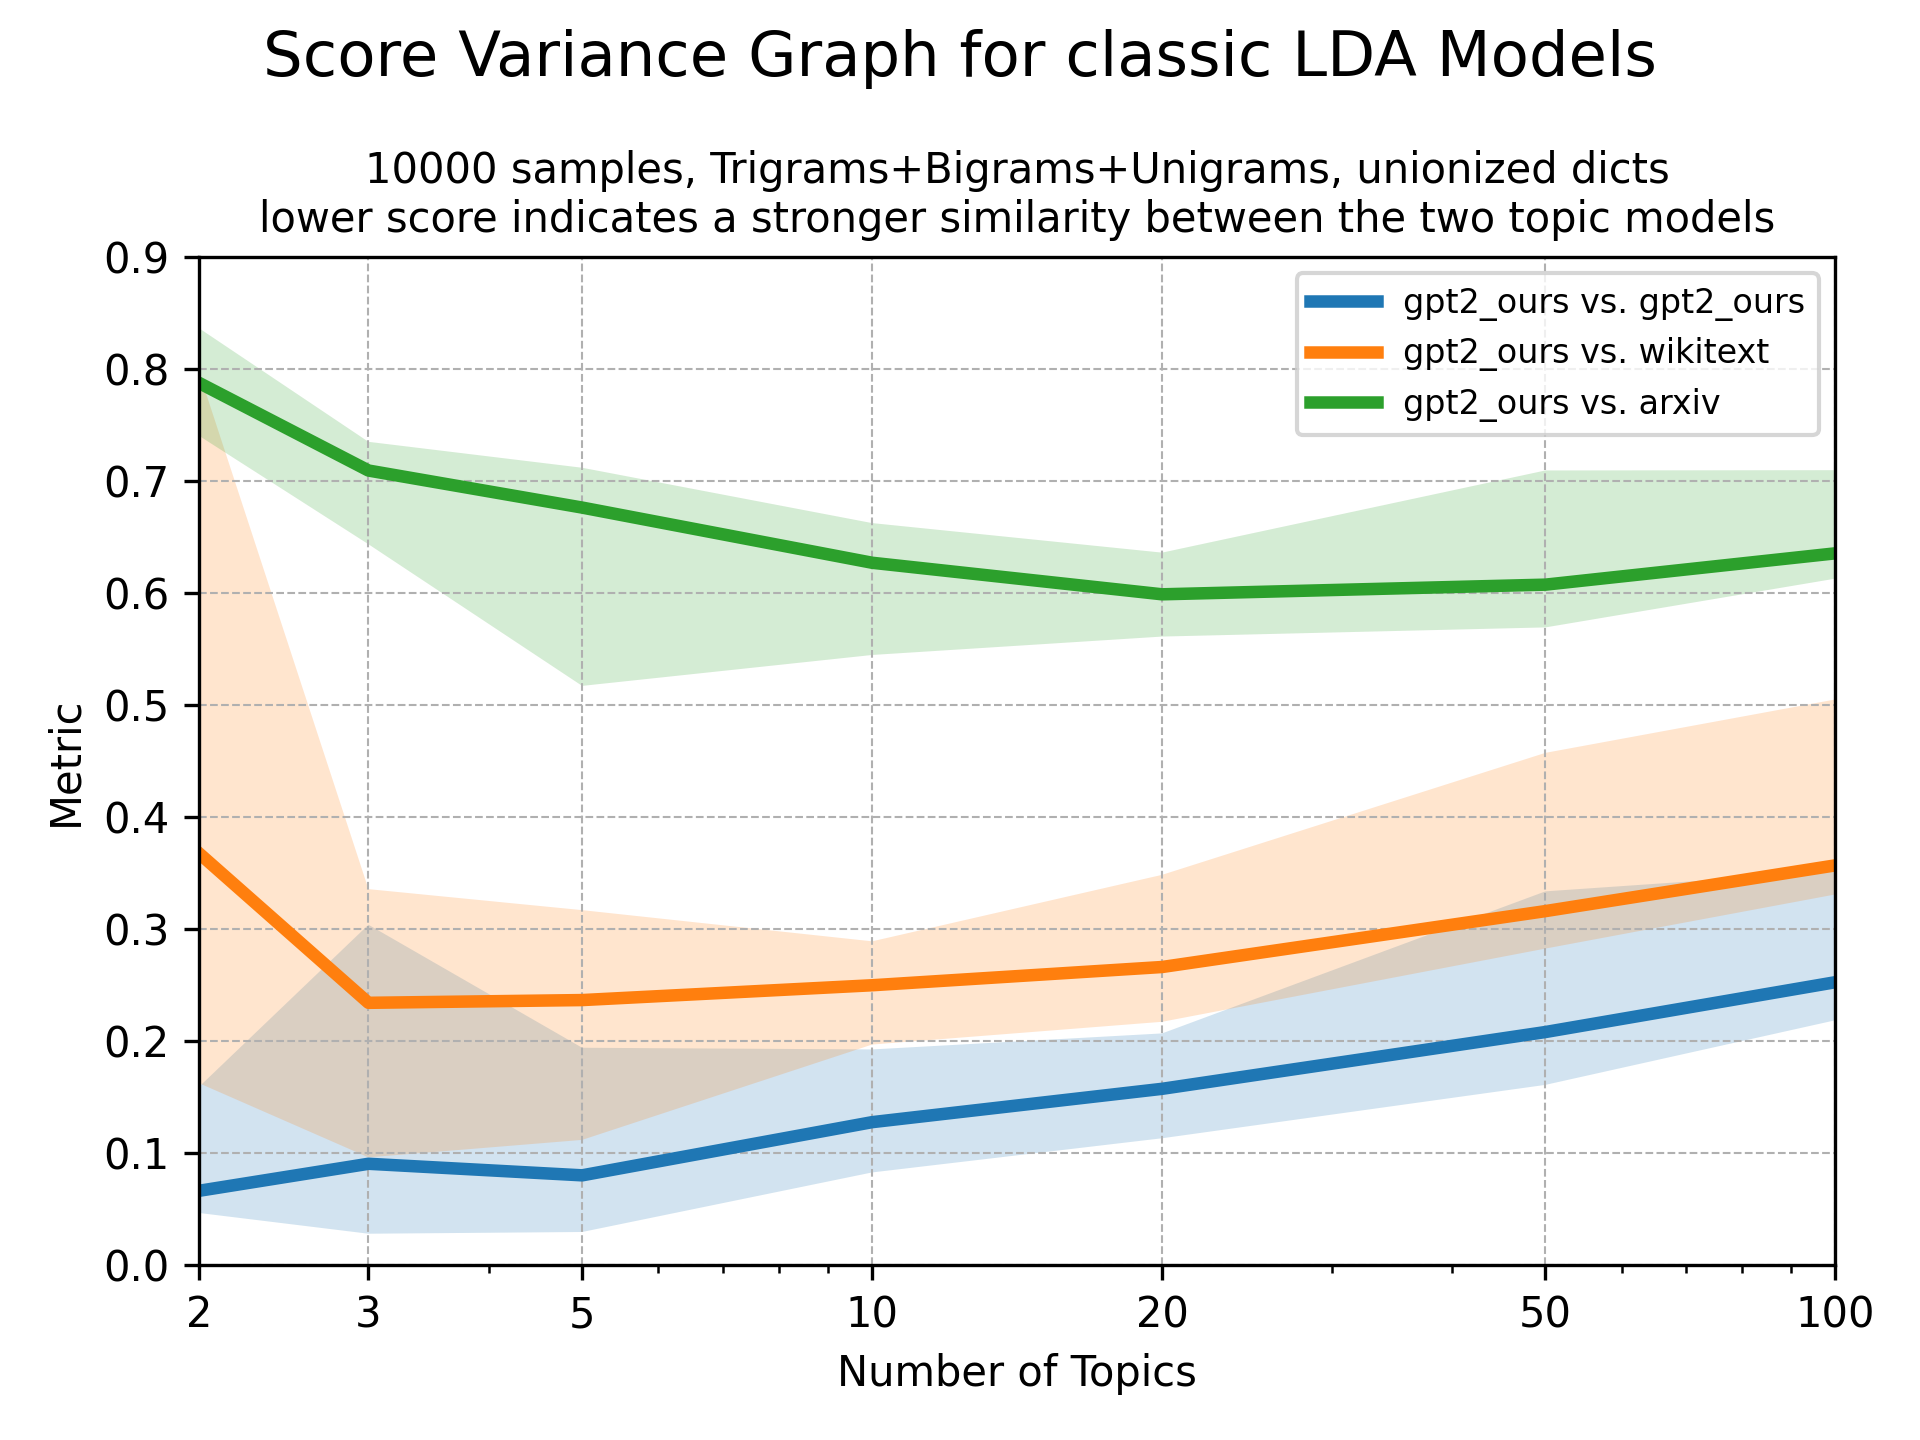 Score Variance Graph for classic LDA Models
10000 samples, Trigrams+Bigrams+Unigrams, unionized dicts
lower score indicates a stronger similarity between the two topic models
gpt2_ours vs. gpt2_ours
gpt2_ours vs. wikitext
gpt2_ours vs. arxiv
0.9
0.8
0.7
0.6
0.5
0.4
0.3
0.2
0.1
0.0
Metric
2 3 5 10 20 50 100
Number of Topics